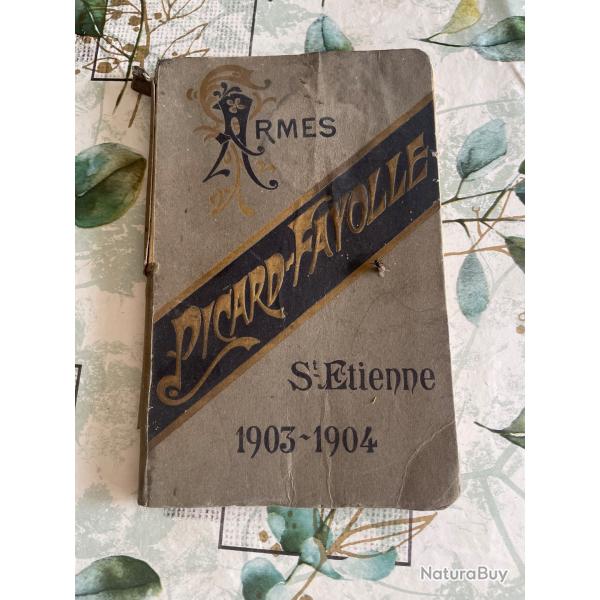 ARMES
PICARD-FAYOLLE
St. Etienne
1903~1904
NaturaBuy